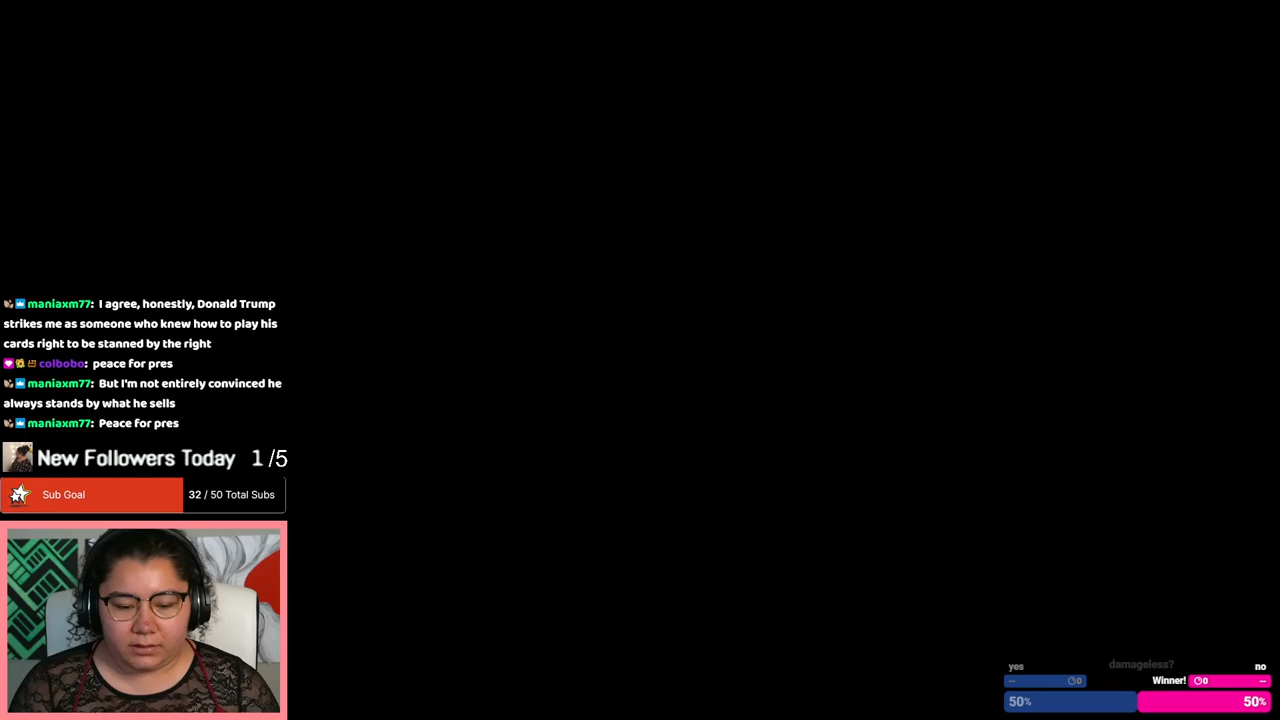 maniaxm77: I agree, honestly, Donald Trump
strikes me as someone who knew how to play his
cards right to be stanned by the right
colbobo: peace for pres
maniaxm77: But I'm not entirely convinced he
always stands by what he sells
maniaxm77: Peace for pres
New Followers Today 1 /5
Sub Goal 32 / 50 Total Subs
yes damageless? no
-- 0 Winner! 0 --
50% 50%